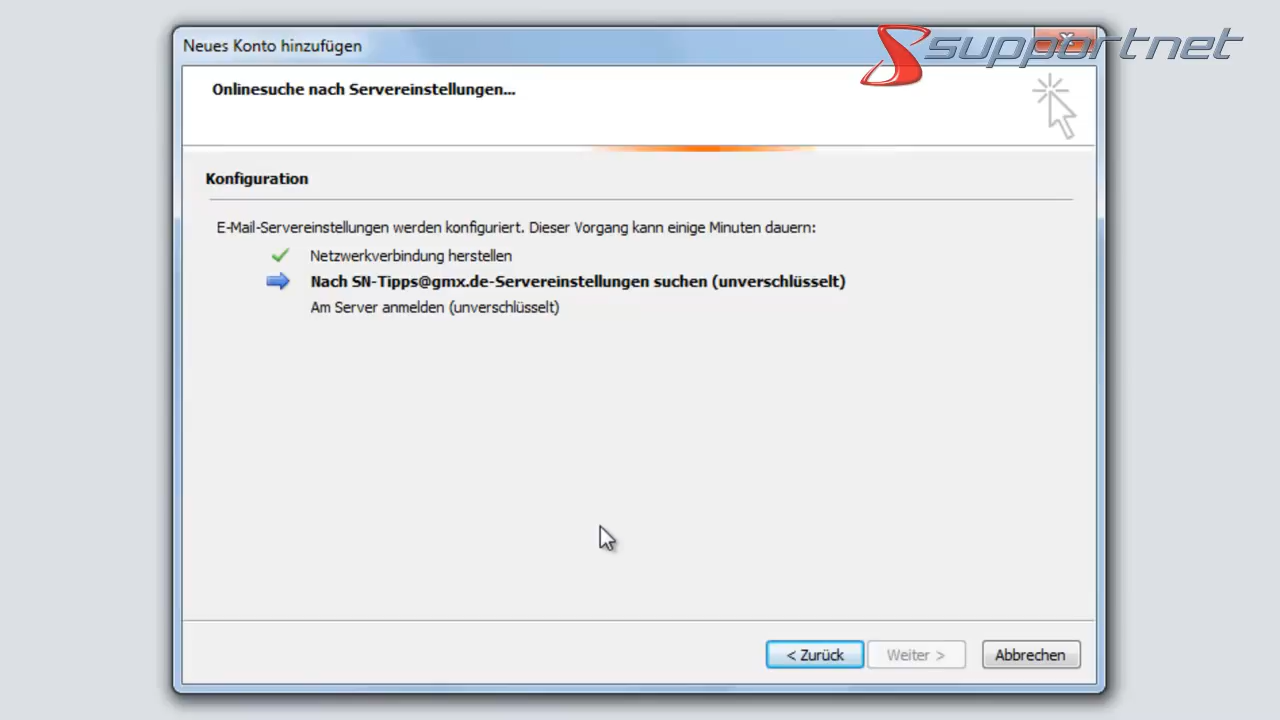 Neues Konto hinzufügen
supportnet
Onlinesuche nach Servereinstellungen...
Konfiguration
E-Mail-Servereinstellungen werden konfiguriert. Dieser Vorgang kann einige Minuten dauern:
Netzwerkverbindung herstellen
Nach SN-Tipps@gmx.de-Servereinstellungen suchen (unverschlüsselt)
Am Server anmelden (unverschlüsselt)
< Zurück
Weiter >
Abbrechen